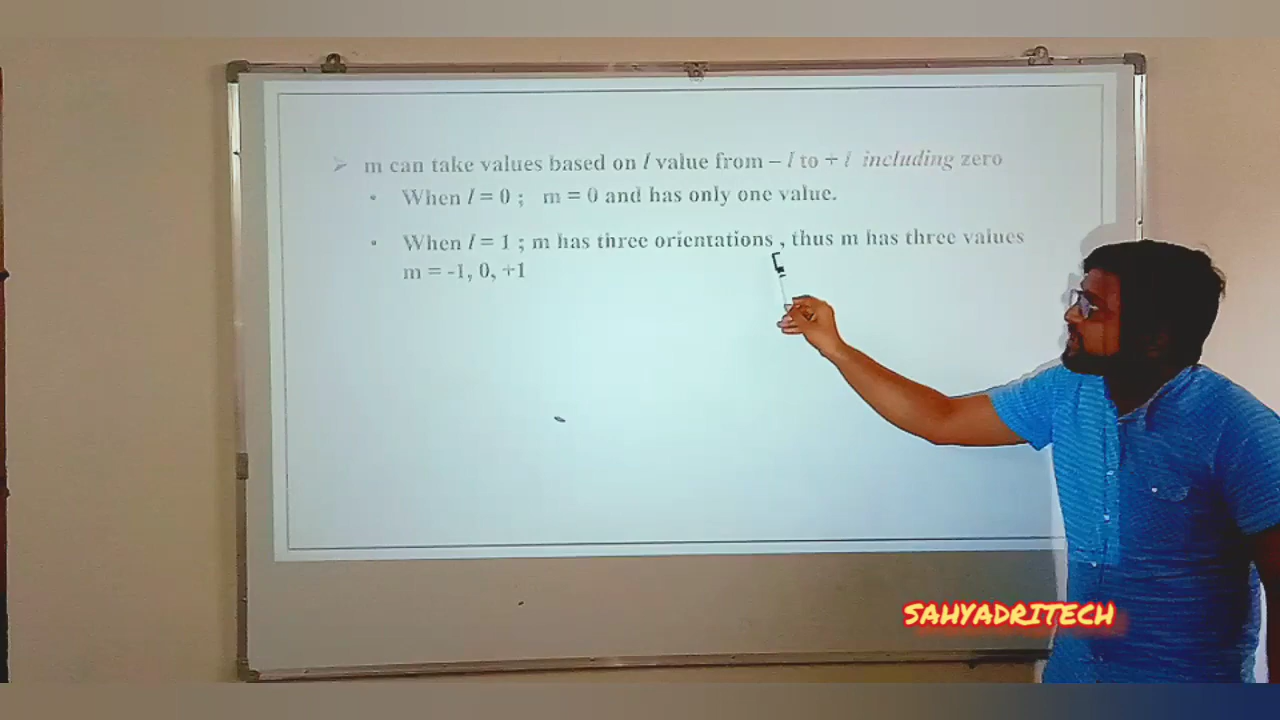 ➢ m can take values based on l value from – l to + l including zero
• When l = 0 ; m = 0 and has only one value.
• When l = 1 ; m has three orientations , thus m has three values
m = -1, 0, +1
SAHYADRITECH